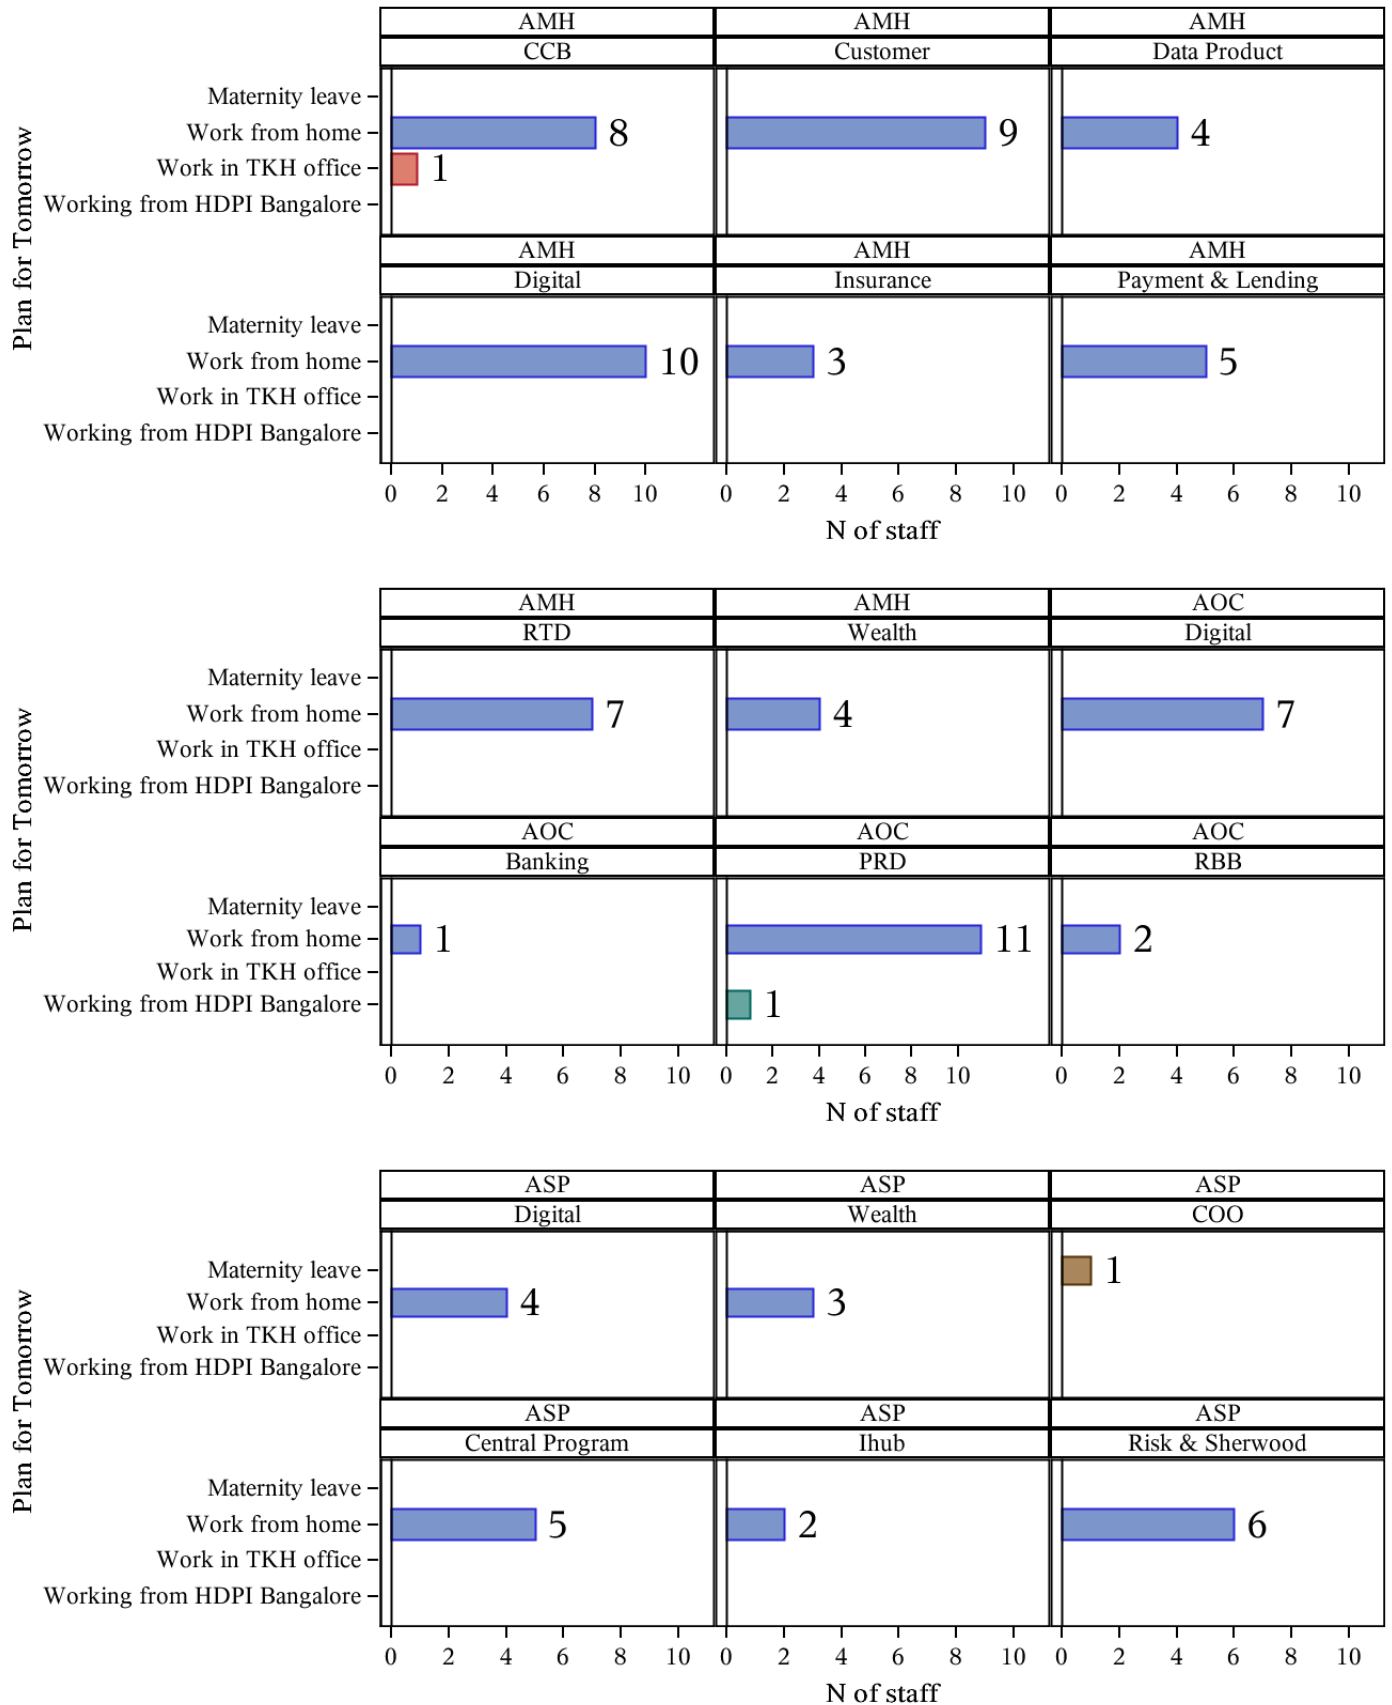 AMH AMH AMH
CCB Customer Data Product
Maternity leave
Work from home 8 9 4
Work in TKH office 1
Working from HDPI Bangalore
Plan for Tomorrow
AMH AMH AMH
Digital Insurance Payment & Lending
Maternity leave
Work from home 10 3 5
Work in TKH office
Working from HDPI Bangalore
0 2 4 6 8 10 0 2 4 6 8 10 0 2 4 6 8 10
N of staff
AMH AMH AOC
RTD Wealth Digital
Maternity leave
Work from home 7 4 7
Work in TKH office
Working from HDPI Bangalore
Plan for Tomorrow
AOC AOC AOC
Banking PRD RBB
Maternity leave
Work from home 1 11 2
Work in TKH office
Working from HDPI Bangalore 1
0 2 4 6 8 10 0 2 4 6 8 10 0 2 4 6 8 10
N of staff
ASP ASP ASP
Digital Wealth COO
Maternity leave 1
Work from home 4 3
Work in TKH office
Working from HDPI Bangalore
Plan for Tomorrow
ASP ASP ASP
Central Program Ihub Risk & Sherwood
Maternity leave
Work from home 5 2 6
Work in TKH office
Working from HDPI Bangalore
0 2 4 6 8 10 0 2 4 6 8 10 0 2 4 6 8 10
N of staff